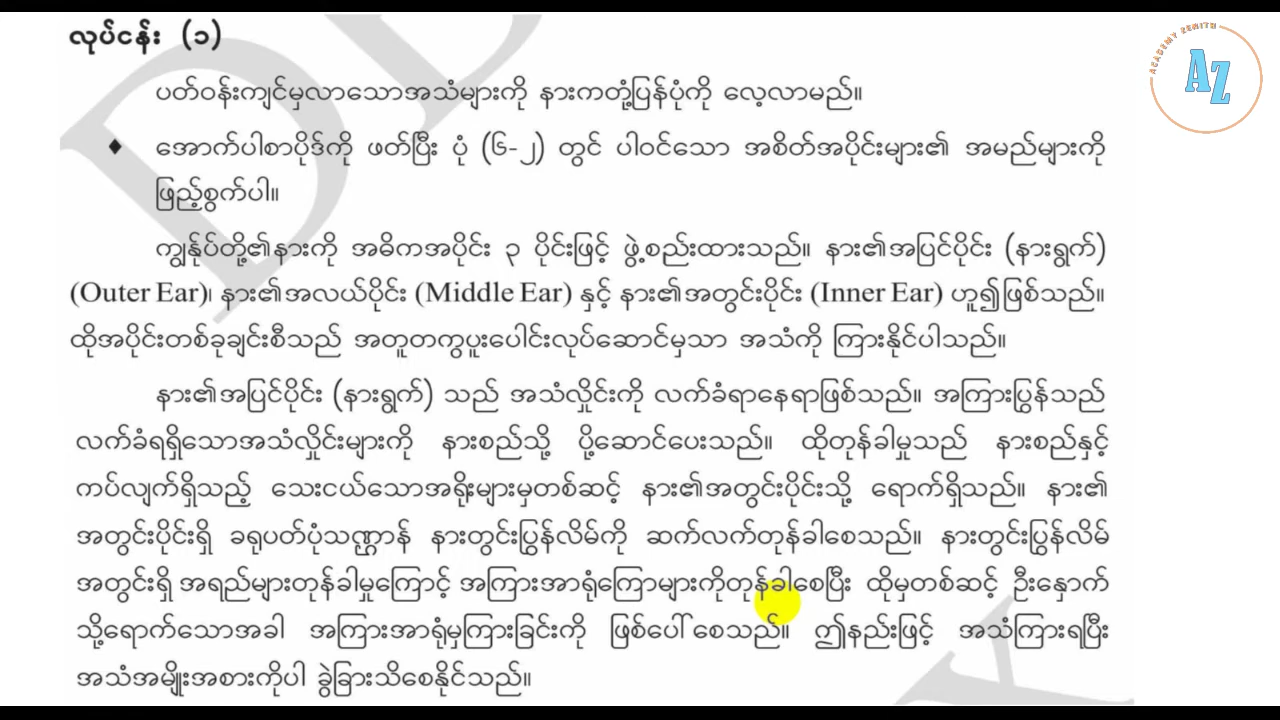 လုပ်ငန်း (၁)
ACADEMY ZENITH
AZ
ပတ်ဝန်းကျင်မှလာသောအသံများကို နားကတုံ့ပြန်ပုံကို လေ့လာမည်။
♦ အောက်ပါစာပိုဒ်ကို ဖတ်ပြီး ပုံ (၆-၂) တွင် ပါဝင်သော အစိတ်အပိုင်းများ၏ အမည်များကို
ဖြည့်စွက်ပါ။
ကျွန်ုပ်တို့၏နားကို အဓိကအပိုင်း ၃ ပိုင်းဖြင့် ဖွဲ့စည်းထားသည်။ နား၏အပြင်ပိုင်း (နားရွက်)
(Outer Ear)၊ နား၏အလယ်ပိုင်း (Middle Ear) နှင့် နား၏အတွင်းပိုင်း (Inner Ear) ဟူ၍ဖြစ်သည်။
ထိုအပိုင်းတစ်ခုချင်းစီသည် အတူတကွပူးပေါင်းလုပ်ဆောင်မှသာ အသံကို ကြားနိုင်ပါသည်။
နား၏အပြင်ပိုင်း (နားရွက်) သည် အသံလှိုင်းကို လက်ခံရာနေရာဖြစ်သည်။ အကြားပြွန်သည်
လက်ခံရရှိသောအသံလှိုင်းများကို နားစည်သို့ ပို့ဆောင်ပေးသည်။ ထိုတုန်ခါမှုသည် နားစည်နှင့်
ကပ်လျက်ရှိသည့် သေးငယ်သောအရိုးများမှတစ်ဆင့် နား၏အတွင်းပိုင်းသို့ ရောက်ရှိသည်။ နား၏
အတွင်းပိုင်းရှိ ခရုပတ်ပုံသဏ္ဌာန် နားတွင်းပြွန်လိမ်ကို ဆက်လက်တုန်ခါစေသည်။ နားတွင်းပြွန်လိမ်
အတွင်းရှိ အရည်များတုန်ခါမှုကြောင့် အကြားအာရုံကြောများကိုတုန်ခါစေပြီး ထိုမှတစ်ဆင့် ဦးနှောက်
သို့ရောက်သောအခါ အကြားအာရုံမှကြားခြင်းကို ဖြစ်ပေါ်စေသည်။ ဤနည်းဖြင့် အသံကြားရပြီး
အသံအမျိုးအစားကိုပါ ခွဲခြားသိစေနိုင်သည်။